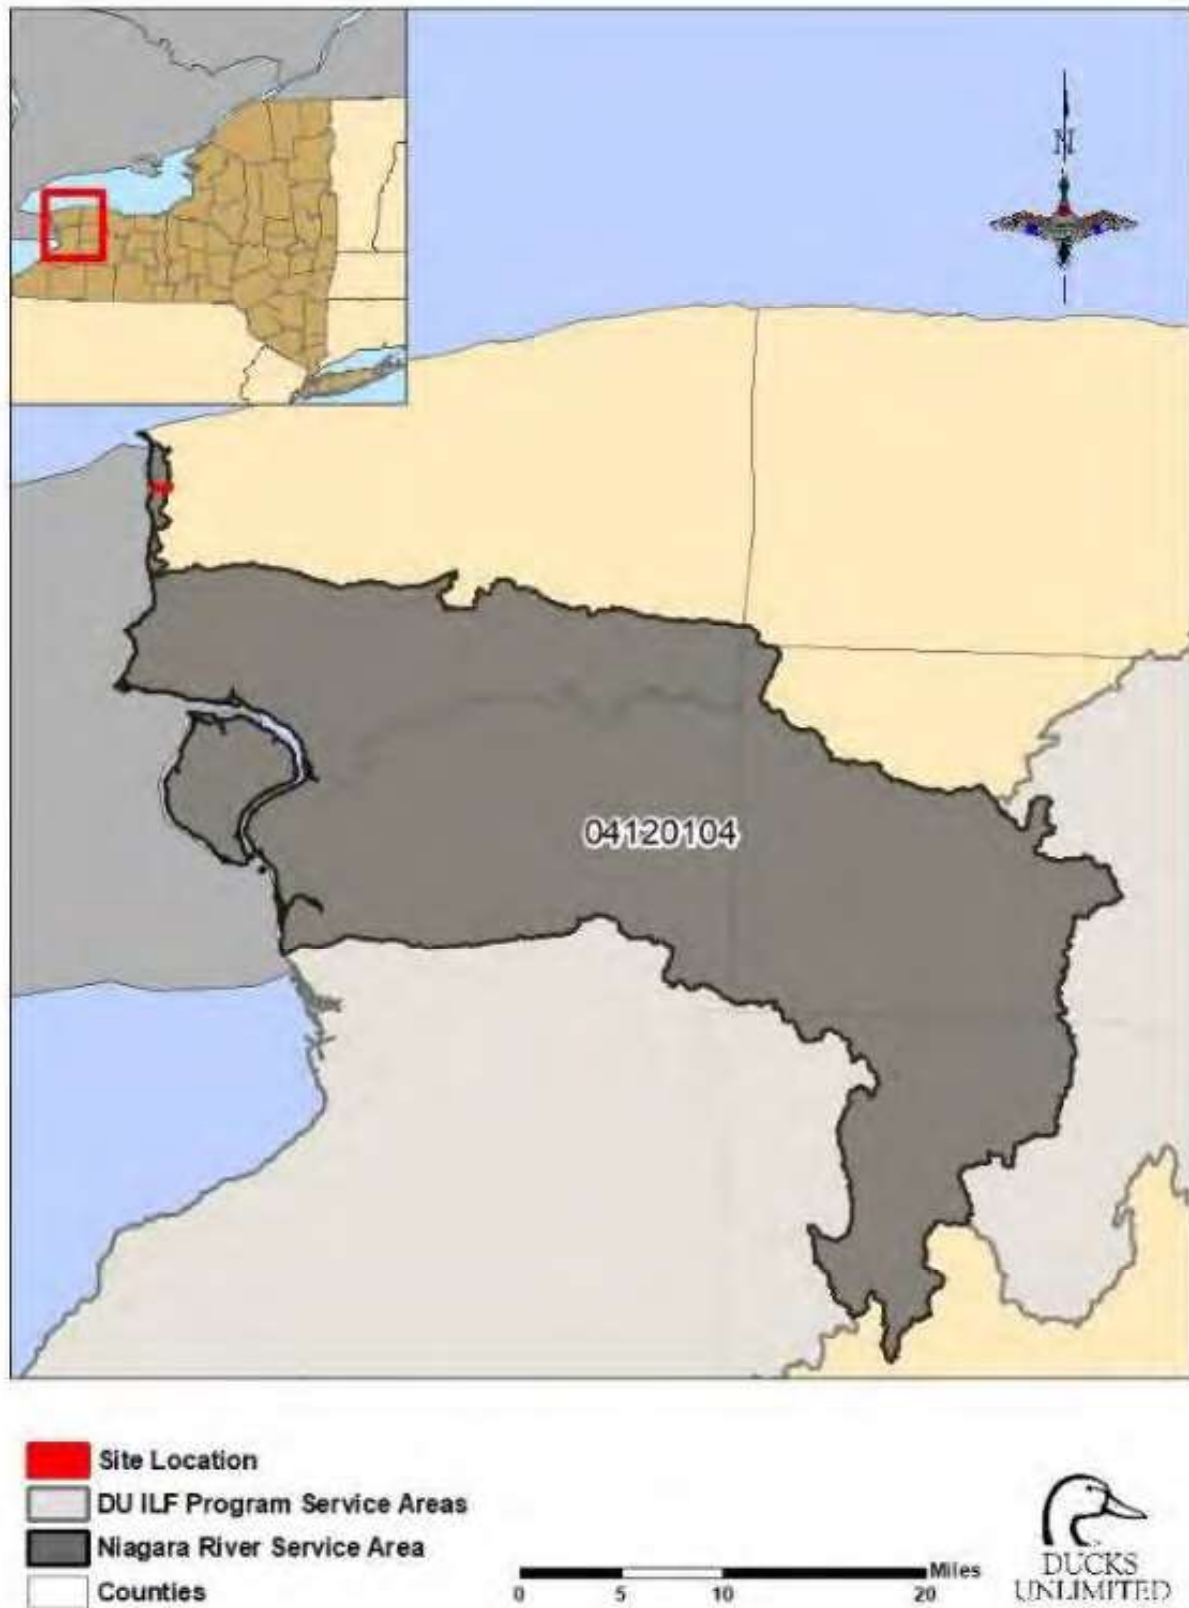 N
04120104
Site Location
DU ILF Program Service Areas
Niagara River Service Area
Counties
Miles
0 5 10 20
DUCKS
UNLIMITED